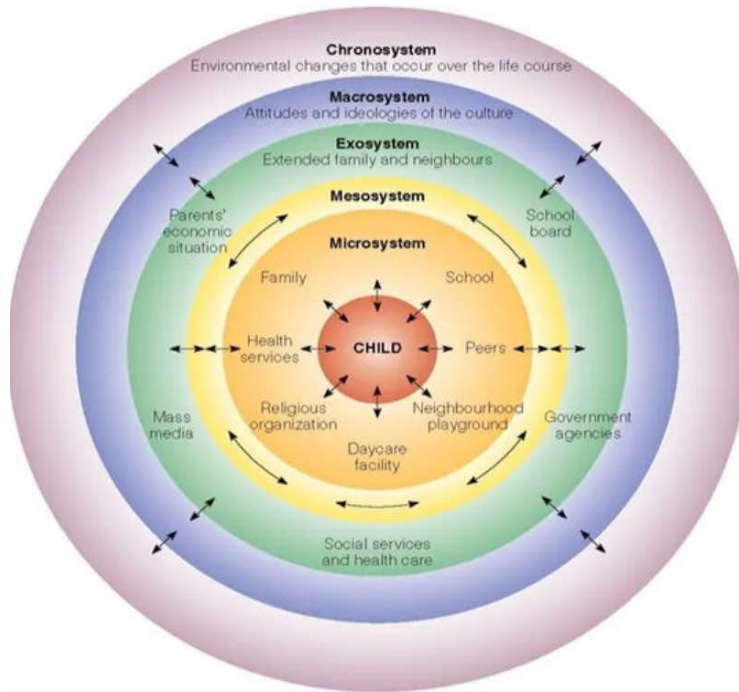 Chronosystem
Environmental changes that occur over the life course
Macrosystem
Attitudes and ideologies of the culture
Exosystem
Extended family and neighbours
Mesosystem
Parents'
economic
situation
School
board
Microsystem
Family
School
Health
services
CHILD
Peers
Religious
organization
Neighbourhood
playground
Mass
media
Government
agencies
Daycare
facility
Social services
and health care